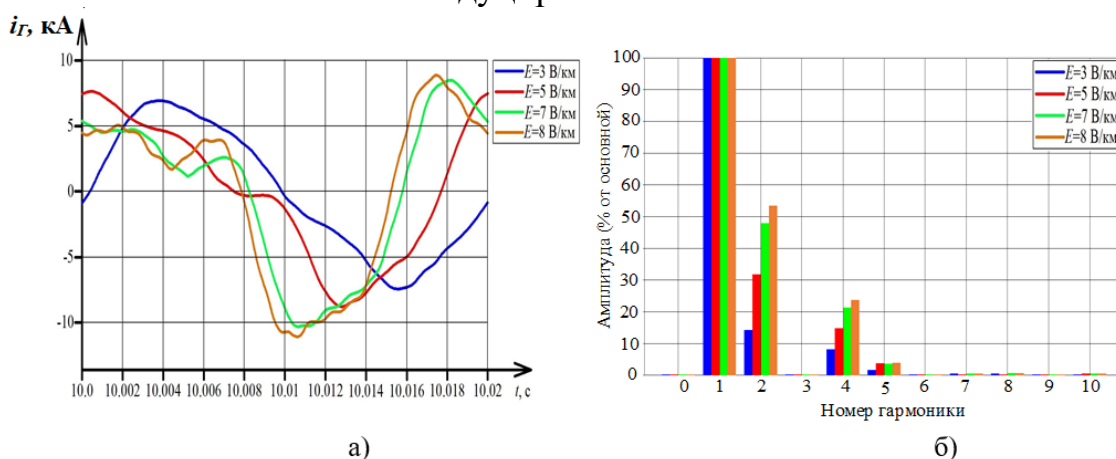 i_Г, кА
10
5
0
-5
-10
E=3 В/км
E=5 В/км
E=7 В/км
E=8 В/км
10.0 10.002 10.004 10.006 10.008 10.01 10.012 10.014 10.016 10.018 10.02 t, с
а)
Амплитуда (% от основной)
100
90
80
70
60
50
40
30
20
10
0
E=3 В/км
E=5 В/км
E=7 В/км
E=8 В/км
0 1 2 3 4 5 6 7 8 9 10
Номер гармоники
б)